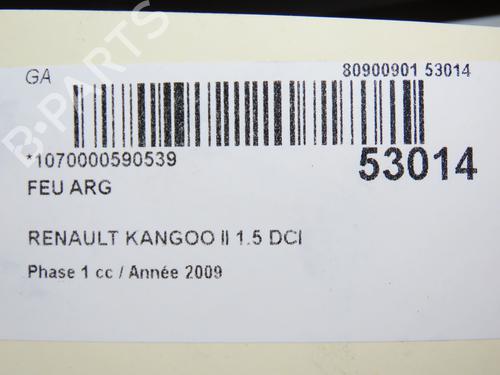 GA
80900901 53014
*1070000590539
53014
FEU ARG
RENAULT KANGOO II 1.5 DCI
Phase 1 cc / Année 2009
B-PARTS